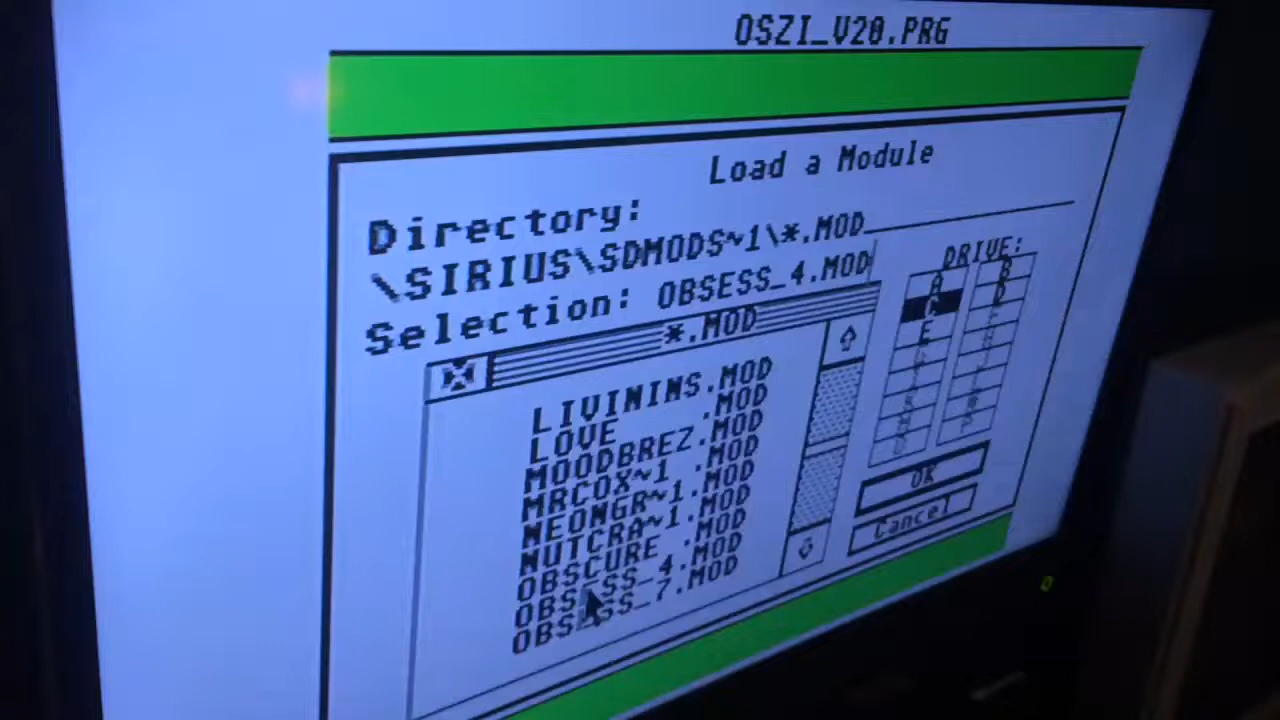 OSZI_V20.PRG
Load a Module
Directory:
\SIRIUS\SDMODS~1\*.MOD
Selection: OBSESS_4.MOD
*.MOD
LIVININS.MOD
LOVE .MOD
MOODBREZ.MOD
MRCOX~1 .MOD
NEONGR~1.MOD
NUTCRA~1.MOD
OBSCURE .MOD
OBSESS_4.MOD
OBSESS_7.MOD
DRIVE:
A B
C D
E
OK
Cancel